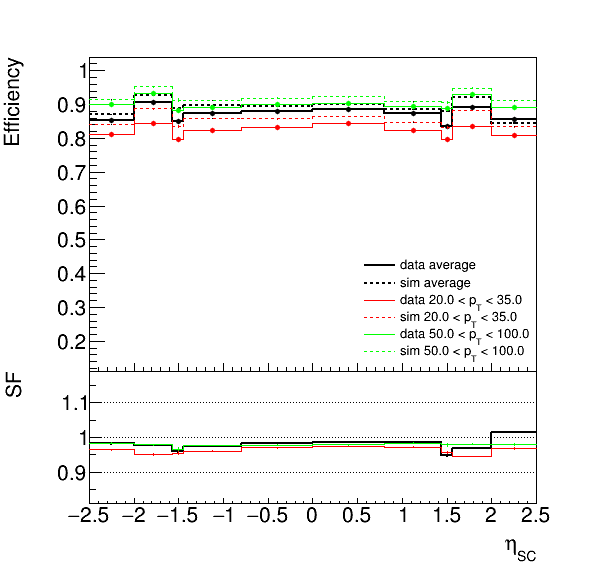 Efficiency
1
0.9
0.8
0.7
0.6
0.5
0.4
0.3
0.2
data average
sim average
data 20.0 < p_T < 35.0
sim 20.0 < p_T < 35.0
data 50.0 < p_T < 100.0
sim 50.0 < p_T < 100.0
SF
1.1
1
0.9
−2.5 −2 −1.5 −1 −0.5 0 0.5 1 1.5 2 2.5
η_SC